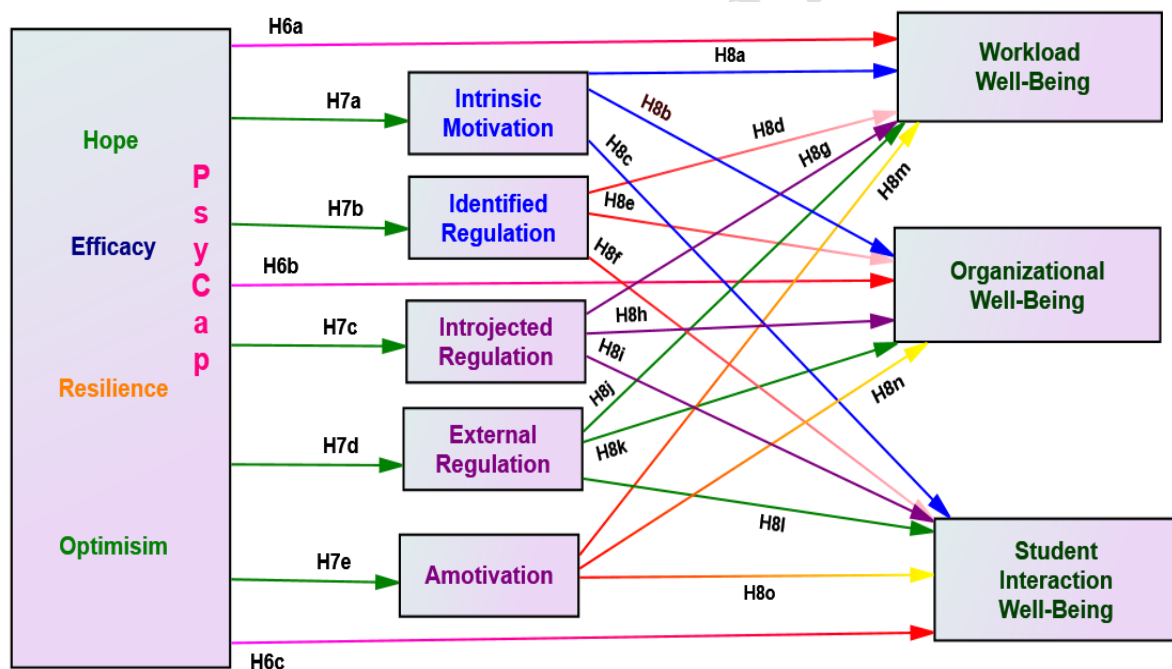 H6a
Workload
Well-Being
H8a
H7a
Intrinsic
Motivation
H8b
H8d
Hope
H8c
H8g
H8m
PsyCap
H7b
Identified
Regulation
H8e
Efficacy
H8f
H6b
Organizational
Well-Being
H7c
Introjected
Regulation
H8h
H8i
Resilience
H8j
H8n
H7d
External
Regulation
H8k
H8l
Optimisim
H7e
Amotivation
H8o
Student
Interaction
Well-Being
H6c